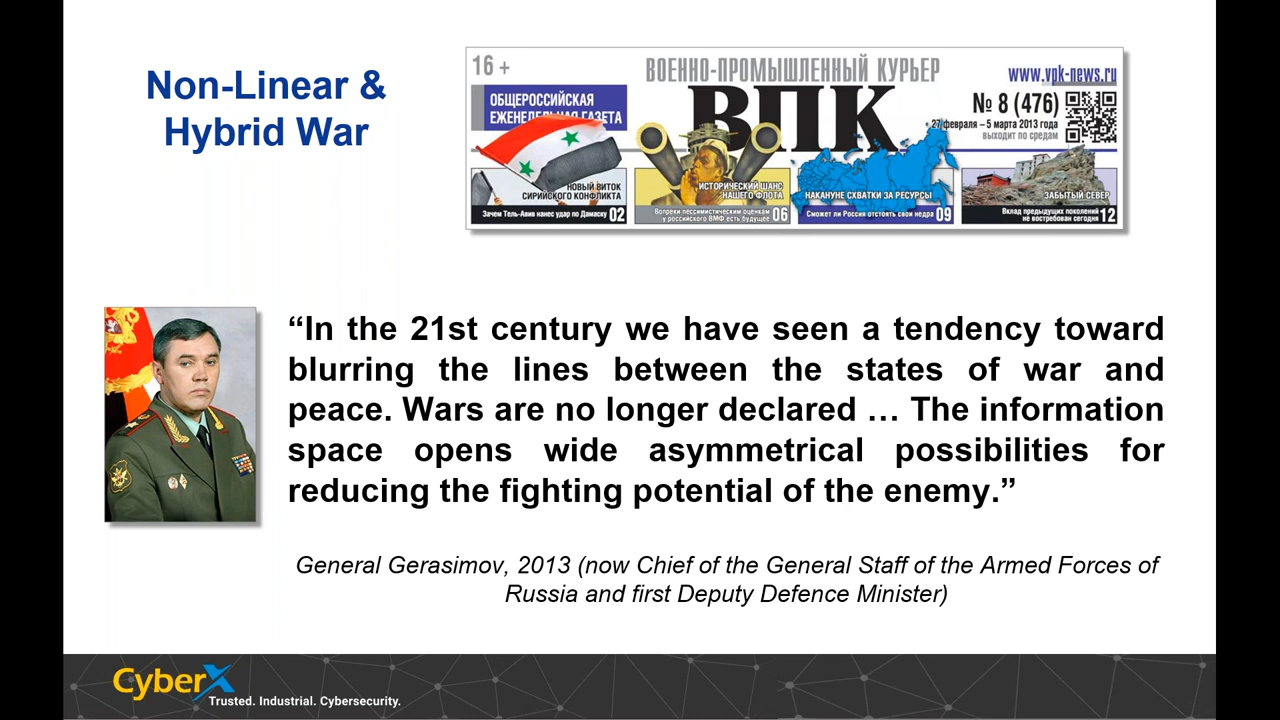 Non-Linear &
Hybrid War
16 +
ВОЕННО-ПРОМЫШЛЕННЫЙ КУРЬЕР
www.vpk-news.ru
ОБЩЕРОССИЙСКАЯ
ЕЖЕНЕДЕЛЬНАЯ ГАЗЕТА
ВПК
№ 8 (476)
27 февраля – 5 марта 2013 года
выходит по средам
НОВЫЙ ВИТОК
СИРИЙСКОГО КОНФЛИКТА
Зачем Тель-Авив нанес удар по Дамаску 02
ИСТОРИЧЕСКИЙ ШАНС
НАШЕГО ФЛОТА
Вопреки пессимистическим оценкам
у российского ВМФ есть будущее 06
НАКАНУНЕ СХВАТКИ ЗА РЕСУРСЫ
Сможет ли Россия отстоять свои недра 09
ЗАБЫТЫЙ СЕВЕР
Вклад предыдущих поколений
не востребован сегодня 12
“In the 21st century we have seen a tendency toward
blurring the lines between the states of war and
peace. Wars are no longer declared … The information
space opens wide asymmetrical possibilities for
reducing the fighting potential of the enemy.”
General Gerasimov, 2013 (now Chief of the General Staff of the Armed Forces of
Russia and first Deputy Defence Minister)
CyberX
Trusted. Industrial. Cybersecurity.